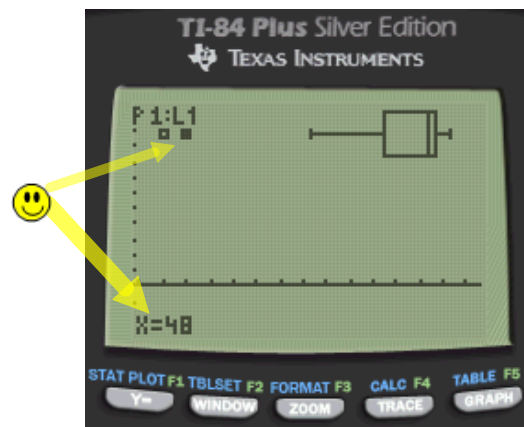 TI-84 Plus Silver Edition
TEXAS INSTRUMENTS
P1:L1
X=48
STAT PLOT F1 TBLSET F2 FORMAT F3 CALC F4 TABLE F5
Y= WINDOW ZOOM TRACE GRAPH